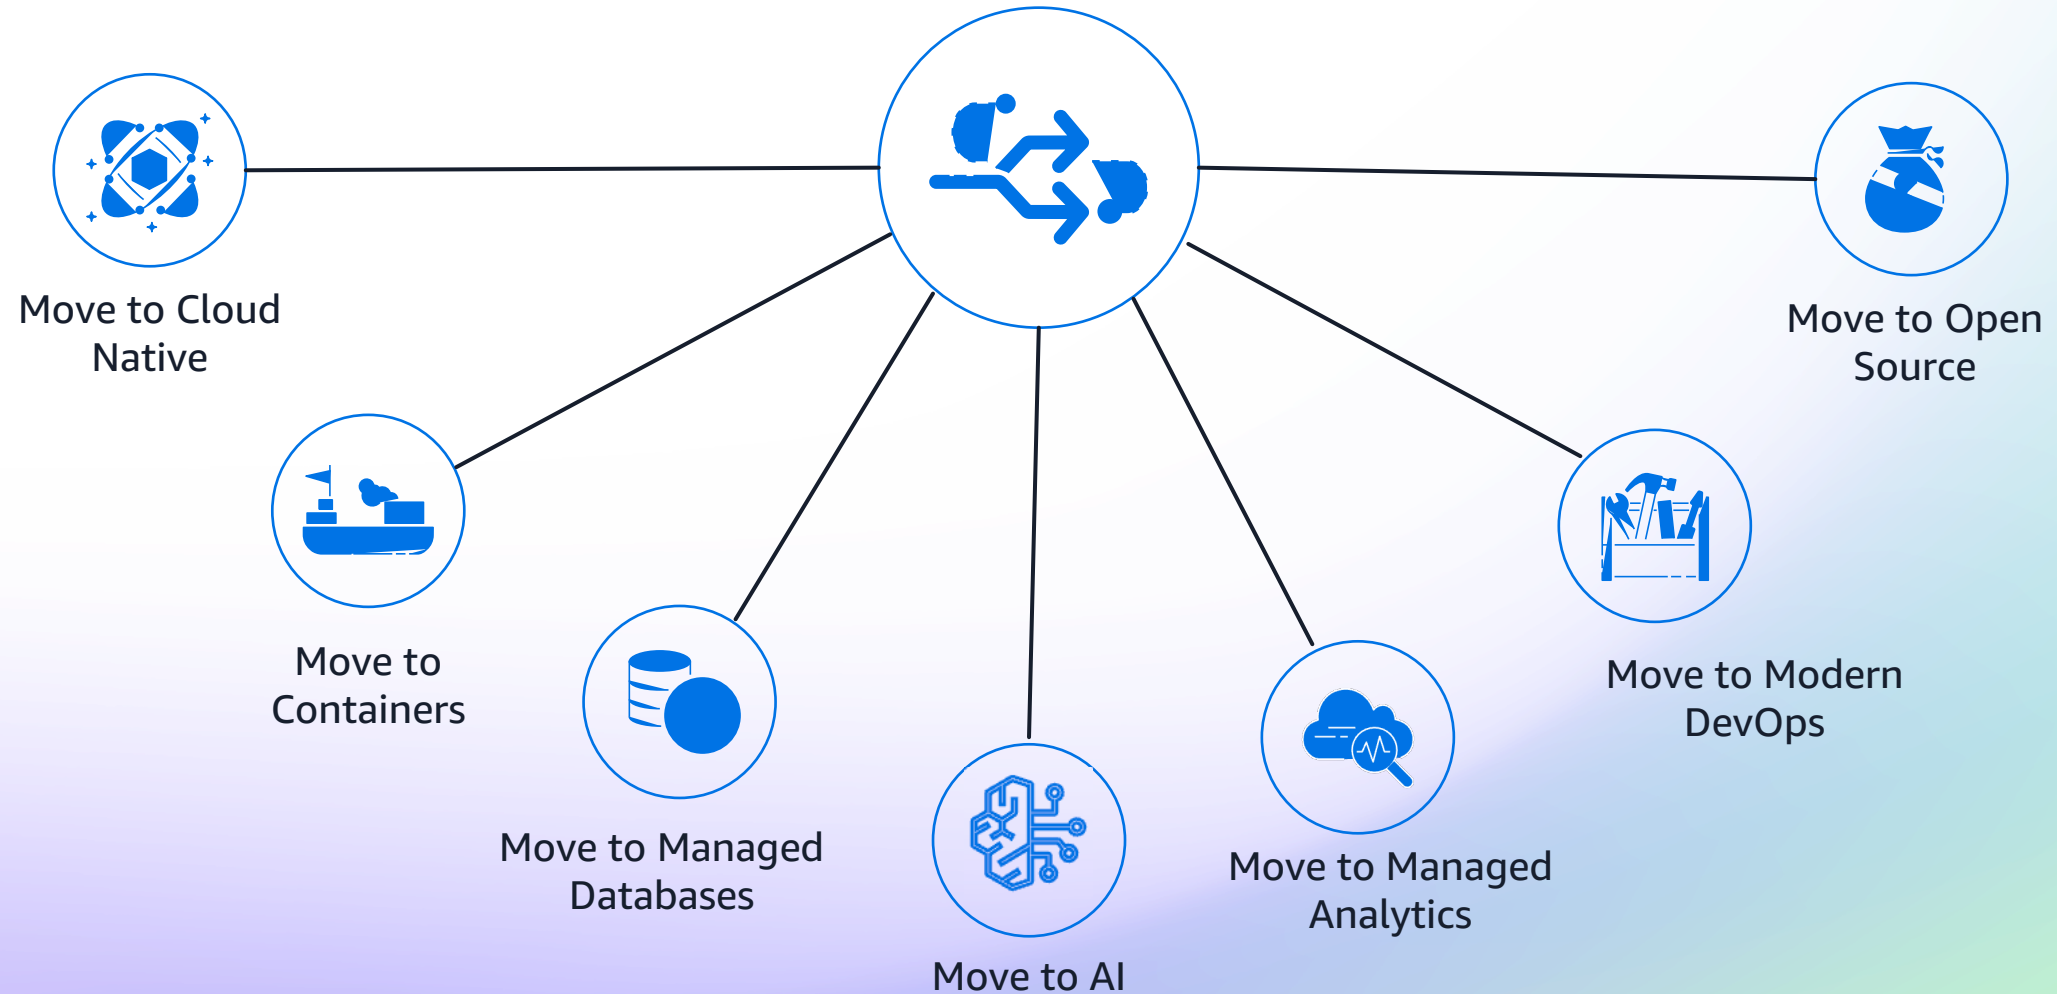 Move to Cloud
Native
Move to
Containers
Move to Managed
Databases
Move to AI
Move to Managed
Analytics
Move to Modern
DevOps
Move to Open
Source